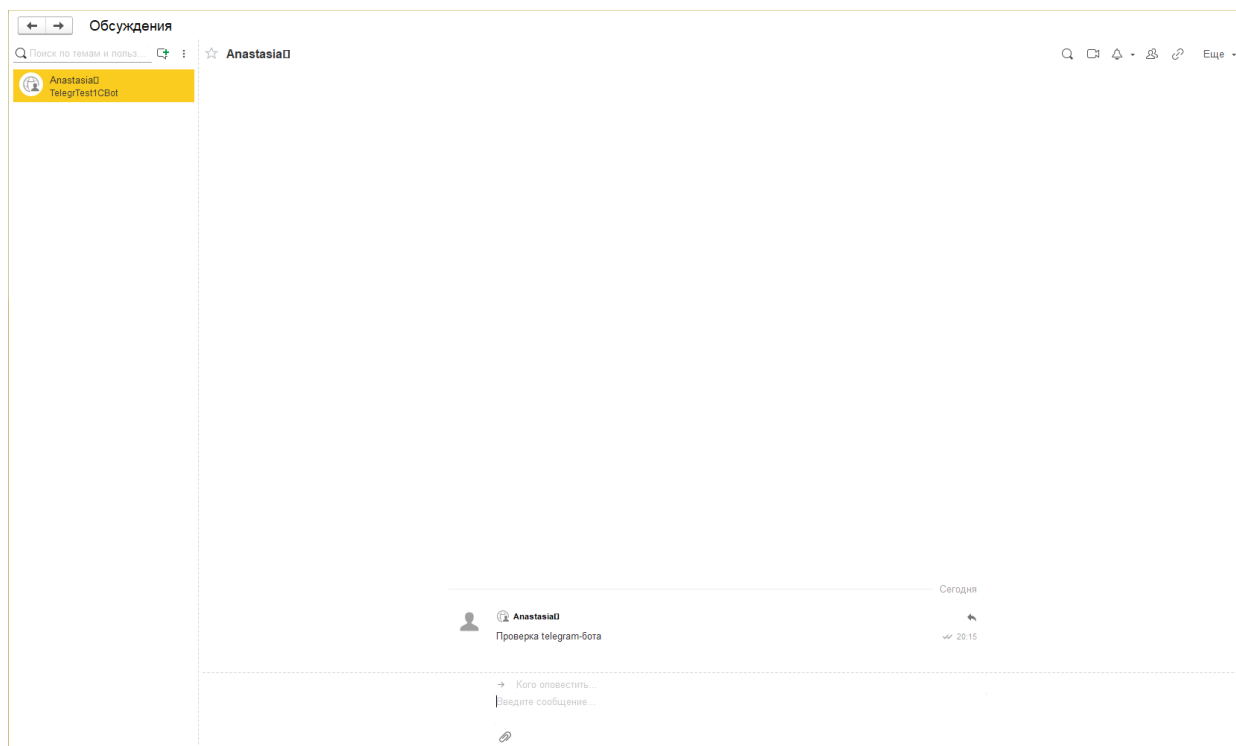 Обсуждения
Поиск по темам и польз...
Anastasia▯
Еще
Anastasia▯
TelegrTest1CBot
Сегодня
Anastasia▯
Проверка telegram-бота
20:15
Кого оповестить...
Введите сообщение...